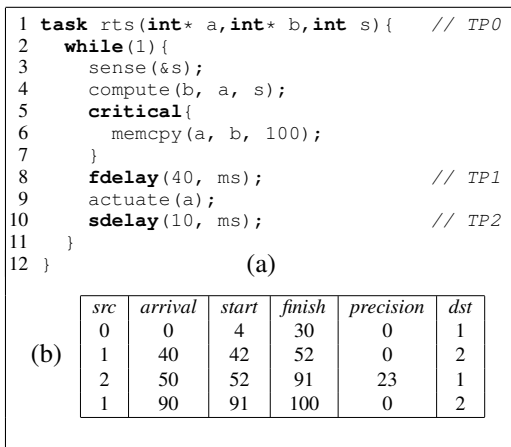 1 task rts(int* a,int* b,int s){ // TP0
2 while(1){
3 sense(&s);
4 compute(b, a, s);
5 critical{
6 memcpy(a, b, 100);
7 }
8 fdelay(40, ms); // TP1
9 actuate(a);
10 sdelay(10, ms); // TP2
11 }
12 }
(a)
src arrival start finish precision dst
0 0 4 30 0 1
(b)
1 40 42 52 0 2
2 50 52 91 23 1
1 90 91 100 0 2